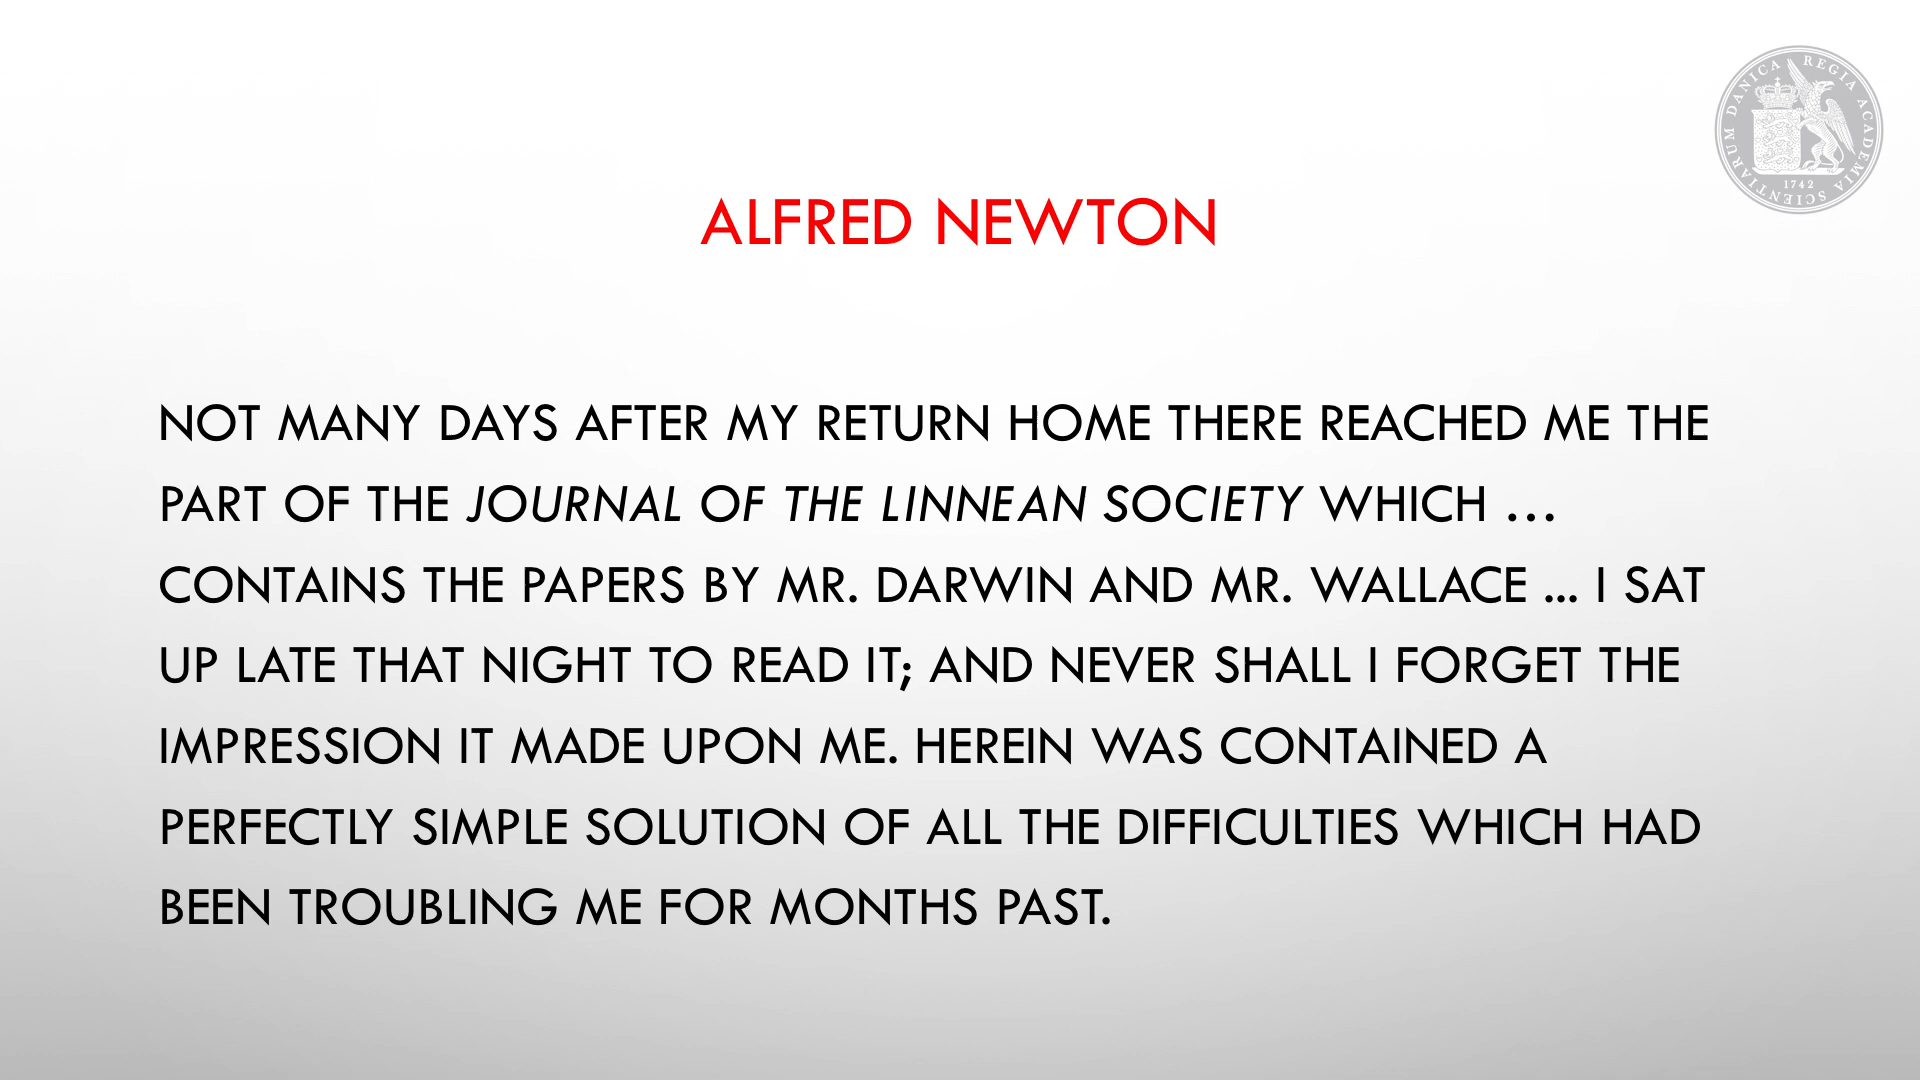 REGIA ACADEMIA SCIENTIARUM DANICA
1742
ALFRED NEWTON
NOT MANY DAYS AFTER MY RETURN HOME THERE REACHED ME THE
PART OF THE JOURNAL OF THE LINNEAN SOCIETY WHICH …
CONTAINS THE PAPERS BY MR. DARWIN AND MR. WALLACE ... I SAT
UP LATE THAT NIGHT TO READ IT; AND NEVER SHALL I FORGET THE
IMPRESSION IT MADE UPON ME. HEREIN WAS CONTAINED A
PERFECTLY SIMPLE SOLUTION OF ALL THE DIFFICULTIES WHICH HAD
BEEN TROUBLING ME FOR MONTHS PAST.